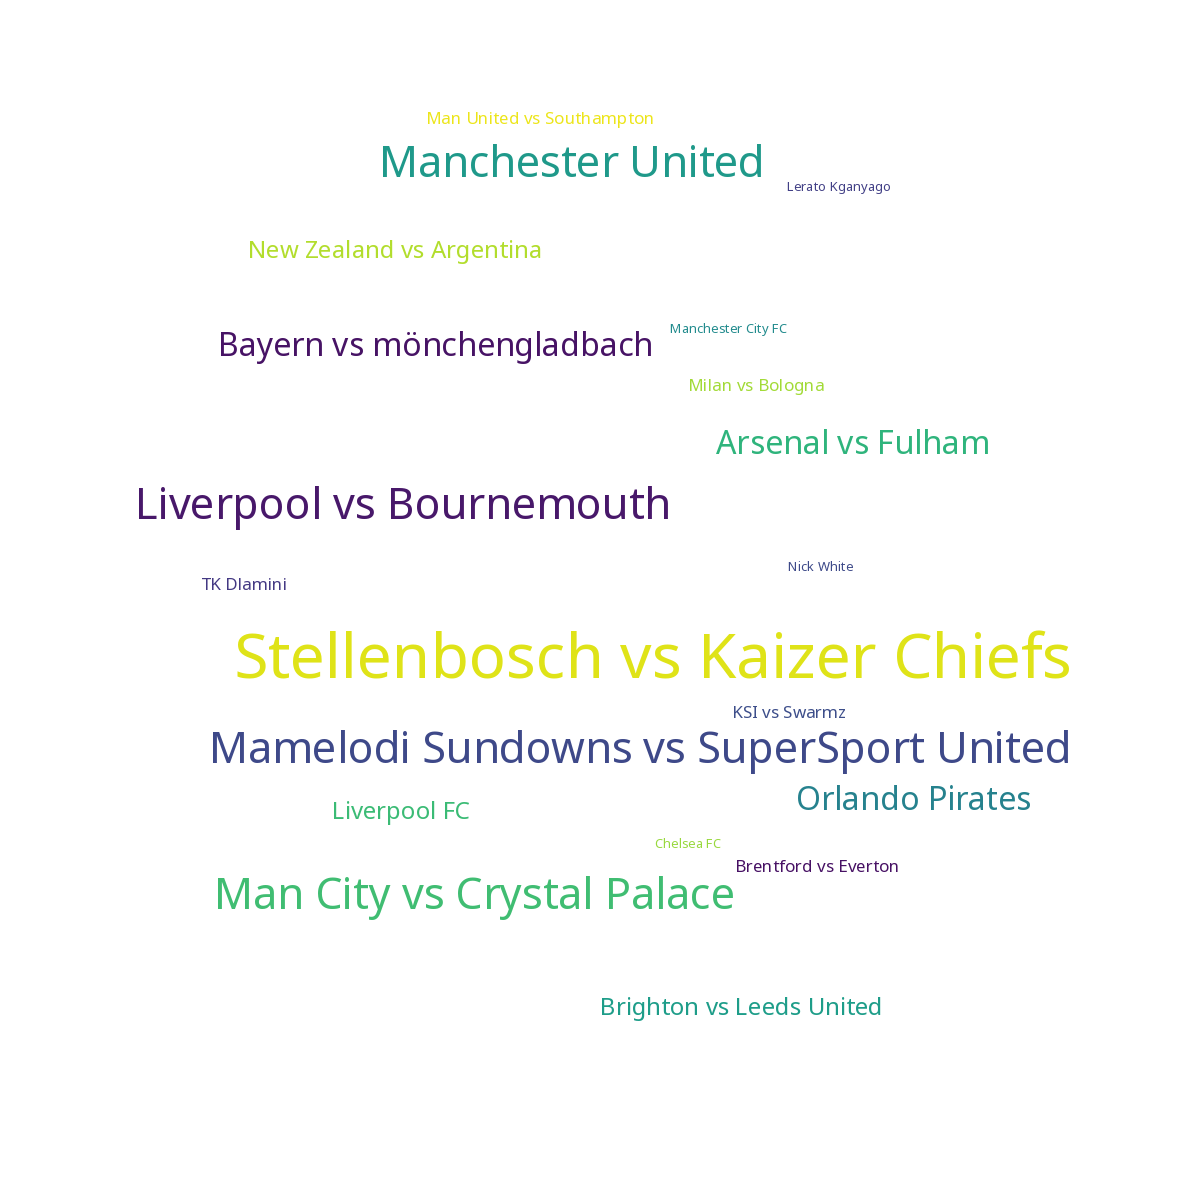 Man United vs Southampton
Manchester United
Lerato Kganyago
New Zealand vs Argentina
Manchester City FC
Bayern vs mönchengladbach
Milan vs Bologna
Arsenal vs Fulham
Liverpool vs Bournemouth
Nick White
TK Dlamini
Stellenbosch vs Kaizer Chiefs
KSI vs Swarmz
Mamelodi Sundowns vs SuperSport United
Orlando Pirates
Liverpool FC
Chelsea FC
Brentford vs Everton
Man City vs Crystal Palace
Brighton vs Leeds United